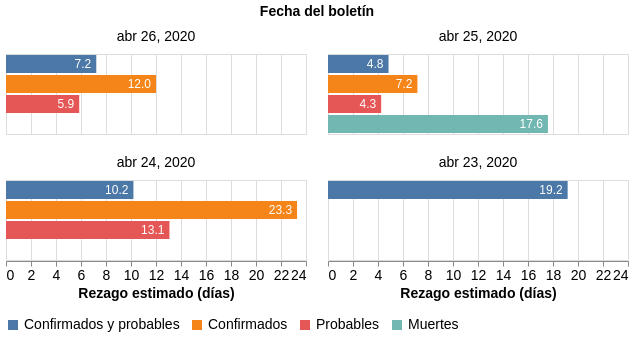 Fecha del boletín
abr 26, 2020
abr 25, 2020
7.2
12.0
5.9
4.8
7.2
4.3
17.6
abr 24, 2020
abr 23, 2020
10.2
23.3
13.1
19.2
0 2 4 6 8 10 12 14 16 18 20 22 24
0 2 4 6 8 10 12 14 16 18 20 22 24
Rezago estimado (días)
Rezago estimado (días)
Confirmados y probables Confirmados Probables Muertes